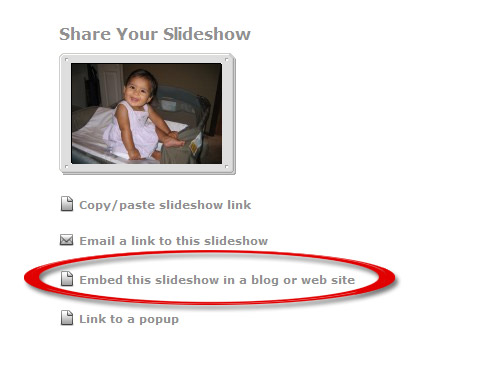 Share Your Slideshow
Copy/paste slideshow link
Email a link to this slideshow
Embed this slideshow in a blog or web site
Link to a popup